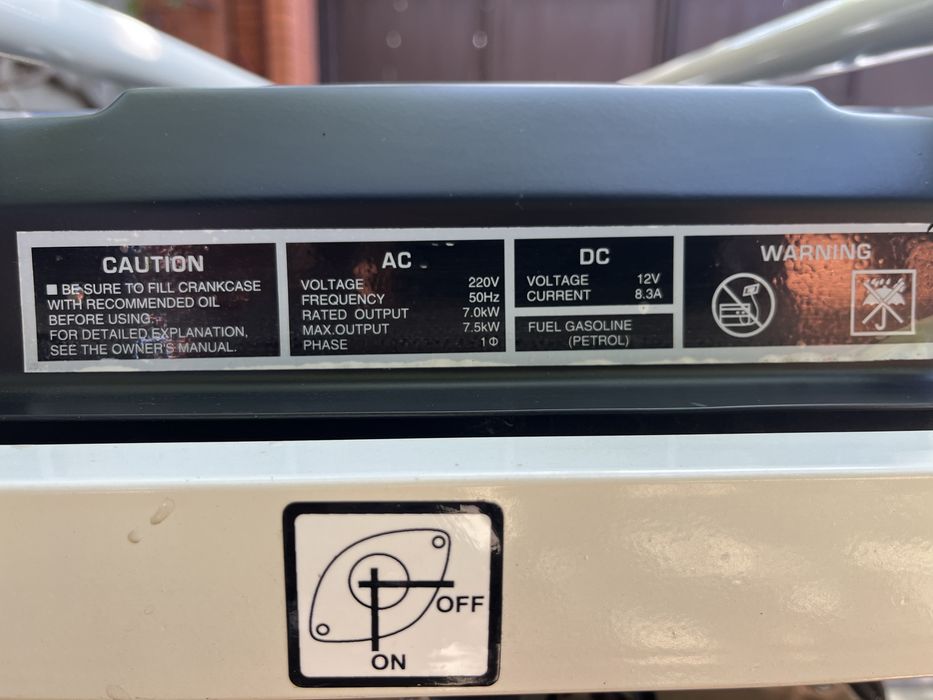 CAUTION
■ BE SURE TO FILL CRANKCASE
WITH RECOMMENDED OIL
BEFORE USING.
FOR DETAILED EXPLANATION,
SEE THE OWNER'S MANUAL.
AC
VOLTAGE 220V
FREQUENCY 50Hz
RATED OUTPUT 7.0kW
MAX.OUTPUT 7.5kW
PHASE 1Φ
DC
VOLTAGE 12V
CURRENT 8.3A
FUEL GASOLINE
(PETROL)
WARNING
OFF
ON